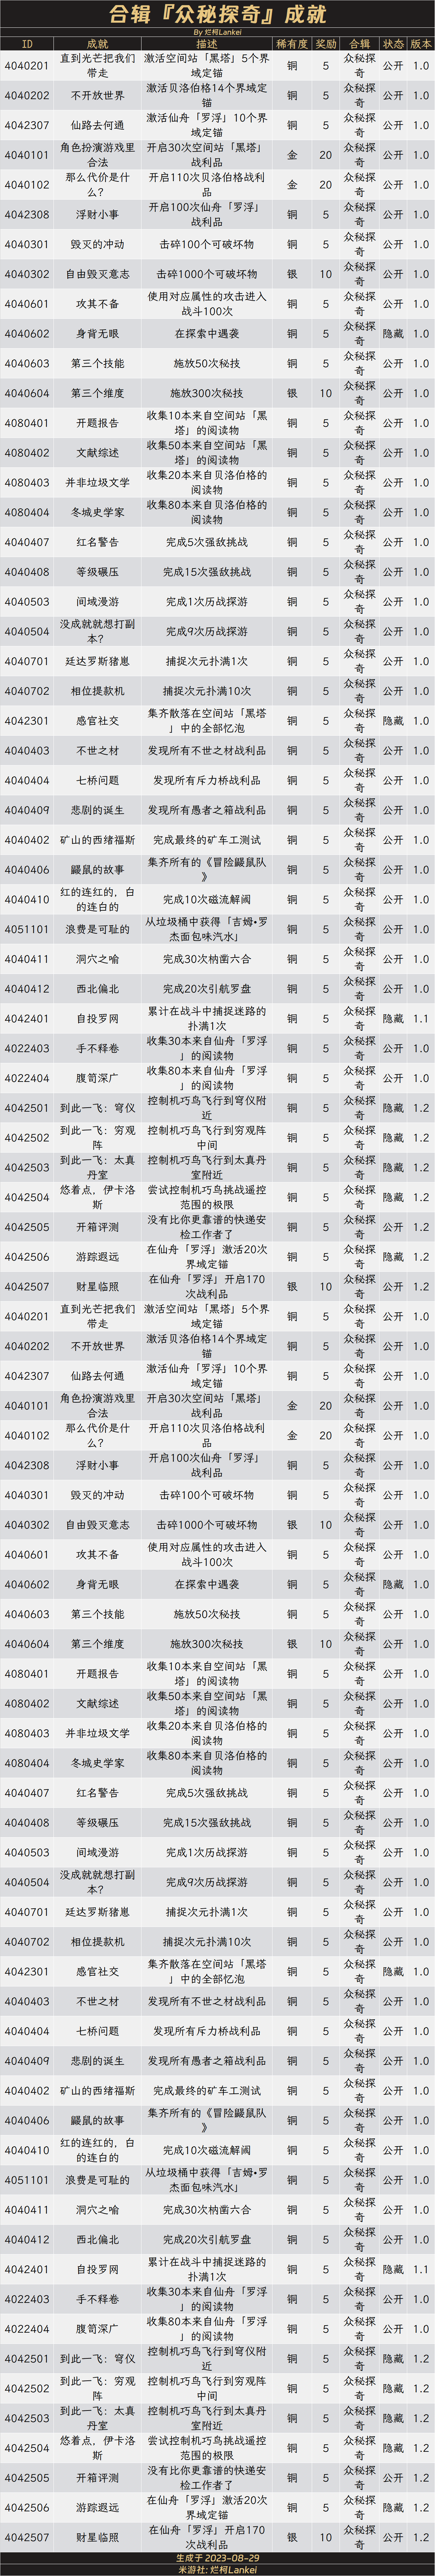 合辑『众秘探奇』成就
By 烂柯Lankei
ID 成就 描述 稀有度 奖励 合辑 状态 版本
4040201 直到光芒把我们带走 激活空间站「黑塔」5个界域定锚 铜 5 众秘探奇 公开 1.0
4040202 不开放世界 激活贝洛伯格14个界域定锚 铜 5 众秘探奇 公开 1.0
4042307 仙路去何通 激活仙舟「罗浮」10个界域定锚 铜 5 众秘探奇 公开 1.0
4040101 角色扮演游戏里合法 开启30次空间站「黑塔」战利品 金 20 众秘探奇 公开 1.0
4040102 那么代价是什么? 开启110次贝洛伯格战利品 金 20 众秘探奇 公开 1.0
4042308 浮财小事 开启100次仙舟「罗浮」战利品 铜 5 众秘探奇 公开 1.0
4040301 毁灭的冲动 击碎100个可破坏物 铜 5 众秘探奇 公开 1.0
4040302 自由毁灭意志 击碎1000个可破坏物 银 10 众秘探奇 公开 1.0
4040601 攻其不备 使用对应属性的攻击进入战斗100次 铜 5 众秘探奇 公开 1.0
4040602 身背无眼 在探索中遇袭 铜 5 众秘探奇 隐藏 1.0
4040603 第三个技能 施放50次秘技 铜 5 众秘探奇 公开 1.0
4040604 第三个维度 施放300次秘技 银 10 众秘探奇 公开 1.0
4080401 开题报告 收集10本来自空间站「黑塔」的阅读物 铜 5 众秘探奇 公开 1.0
4080402 文献综述 收集50本来自空间站「黑塔」的阅读物 铜 5 众秘探奇 公开 1.0
4080403 并非垃圾文学 收集20本来自贝洛伯格的阅读物 铜 5 众秘探奇 公开 1.0
4080404 冬城史学家 收集80本来自贝洛伯格的阅读物 铜 5 众秘探奇 公开 1.0
4040407 红名警告 完成5次强敌挑战 铜 5 众秘探奇 公开 1.0
4040408 等级碾压 完成15次强敌挑战 铜 5 众秘探奇 公开 1.0
4040503 间域漫游 完成1次历战探游 铜 5 众秘探奇 公开 1.0
4040504 没成就就想打副本? 完成9次历战探游 铜 5 众秘探奇 公开 1.0
4040701 廷达罗斯猪崽 捕捉次元扑满1次 铜 5 众秘探奇 公开 1.0
4040702 相位提款机 捕捉次元扑满10次 铜 5 众秘探奇 公开 1.0
4042301 感官社交 集齐散落在空间站「黑塔」中的全部忆泡 铜 5 众秘探奇 隐藏 1.0
4040403 不世之材 发现所有不世之材战利品 铜 5 众秘探奇 公开 1.0
4040404 七桥问题 发现所有斥力桥战利品 铜 5 众秘探奇 公开 1.0
4040409 悲剧的诞生 发现所有愚者之箱战利品 铜 5 众秘探奇 公开 1.0
4040402 矿山的西绪福斯 完成最终的矿车工测试 铜 5 众秘探奇 公开 1.0
4040406 鼹鼠的故事 集齐所有的《冒险鼹鼠队》 铜 5 众秘探奇 公开 1.0
4040410 红的连红的，白的连白的 完成10次磁流解阈 铜 5 众秘探奇 公开 1.0
4051101 浪费是可耻的 从垃圾桶中获得「吉姆•罗杰面包味汽水」 铜 5 众秘探奇 公开 1.0
4040411 洞穴之喻 完成30次枘凿六合 铜 5 众秘探奇 公开 1.0
4040412 西北偏北 完成20次引航罗盘 铜 5 众秘探奇 公开 1.0
4042401 自投罗网 累计在战斗中捕捉迷路的扑满1次 铜 5 众秘探奇 隐藏 1.1
4022403 手不释卷 收集30本来自仙舟「罗浮」的阅读物 铜 5 众秘探奇 公开 1.0
4022404 腹笥深广 收集80本来自仙舟「罗浮」的阅读物 铜 5 众秘探奇 公开 1.0
4042501 到此一飞：穹仪 控制机巧鸟飞行到穹仪附近 铜 5 众秘探奇 隐藏 1.2
4042502 到此一飞：穷观阵 控制机巧鸟飞行到穷观阵中间 铜 5 众秘探奇 隐藏 1.2
4042503 到此一飞：太真丹室 控制机巧鸟飞行到太真丹室附近 铜 5 众秘探奇 隐藏 1.2
4042504 悠着点，伊卡洛斯 尝试控制机巧鸟挑战遥控范围的极限 铜 5 众秘探奇 隐藏 1.2
4042505 开箱评测 没有比你更靠谱的快递安检工作者了 铜 5 众秘探奇 公开 1.2
4042506 游踪遐远 在仙舟「罗浮」激活20次界域定锚 铜 5 众秘探奇 隐藏 1.2
4042507 财星临照 在仙舟「罗浮」开启170次战利品 银 10 众秘探奇 公开 1.2
4040201 直到光芒把我们带走 激活空间站「黑塔」5个界域定锚 铜 5 众秘探奇 公开 1.0
4040202 不开放世界 激活贝洛伯格14个界域定锚 铜 5 众秘探奇 公开 1.0
4042307 仙路去何通 激活仙舟「罗浮」10个界域定锚 铜 5 众秘探奇 公开 1.0
4040101 角色扮演游戏里合法 开启30次空间站「黑塔」战利品 金 20 众秘探奇 公开 1.0
4040102 那么代价是什么? 开启110次贝洛伯格战利品 金 20 众秘探奇 公开 1.0
4042308 浮财小事 开启100次仙舟「罗浮」战利品 铜 5 众秘探奇 公开 1.0
4040301 毁灭的冲动 击碎100个可破坏物 铜 5 众秘探奇 公开 1.0
4040302 自由毁灭意志 击碎1000个可破坏物 银 10 众秘探奇 公开 1.0
4040601 攻其不备 使用对应属性的攻击进入战斗100次 铜 5 众秘探奇 公开 1.0
4040602 身背无眼 在探索中遇袭 铜 5 众秘探奇 隐藏 1.0
4040603 第三个技能 施放50次秘技 铜 5 众秘探奇 公开 1.0
4040604 第三个维度 施放300次秘技 银 10 众秘探奇 公开 1.0
4080401 开题报告 收集10本来自空间站「黑塔」的阅读物 铜 5 众秘探奇 公开 1.0
4080402 文献综述 收集50本来自空间站「黑塔」的阅读物 铜 5 众秘探奇 公开 1.0
4080403 并非垃圾文学 收集20本来自贝洛伯格的阅读物 铜 5 众秘探奇 公开 1.0
4080404 冬城史学家 收集80本来自贝洛伯格的阅读物 铜 5 众秘探奇 公开 1.0
4040407 红名警告 完成5次强敌挑战 铜 5 众秘探奇 公开 1.0
4040408 等级碾压 完成15次强敌挑战 铜 5 众秘探奇 公开 1.0
4040503 间域漫游 完成1次历战探游 铜 5 众秘探奇 公开 1.0
4040504 没成就就想打副本? 完成9次历战探游 铜 5 众秘探奇 公开 1.0
4040701 廷达罗斯猪崽 捕捉次元扑满1次 铜 5 众秘探奇 公开 1.0
4040702 相位提款机 捕捉次元扑满10次 铜 5 众秘探奇 公开 1.0
4042301 感官社交 集齐散落在空间站「黑塔」中的全部忆泡 铜 5 众秘探奇 隐藏 1.0
4040403 不世之材 发现所有不世之材战利品 铜 5 众秘探奇 公开 1.0
4040404 七桥问题 发现所有斥力桥战利品 铜 5 众秘探奇 公开 1.0
4040409 悲剧的诞生 发现所有愚者之箱战利品 铜 5 众秘探奇 公开 1.0
4040402 矿山的西绪福斯 完成最终的矿车工测试 铜 5 众秘探奇 公开 1.0
4040406 鼹鼠的故事 集齐所有的《冒险鼹鼠队》 铜 5 众秘探奇 公开 1.0
4040410 红的连红的，白的连白的 完成10次磁流解阈 铜 5 众秘探奇 公开 1.0
4051101 浪费是可耻的 从垃圾桶中获得「吉姆•罗杰面包味汽水」 铜 5 众秘探奇 公开 1.0
4040411 洞穴之喻 完成30次枘凿六合 铜 5 众秘探奇 公开 1.0
4040412 西北偏北 完成20次引航罗盘 铜 5 众秘探奇 公开 1.0
4042401 自投罗网 累计在战斗中捕捉迷路的扑满1次 铜 5 众秘探奇 隐藏 1.1
4022403 手不释卷 收集30本来自仙舟「罗浮」的阅读物 铜 5 众秘探奇 公开 1.0
4022404 腹笥深广 收集80本来自仙舟「罗浮」的阅读物 铜 5 众秘探奇 公开 1.0
4042501 到此一飞：穹仪 控制机巧鸟飞行到穹仪附近 铜 5 众秘探奇 隐藏 1.2
4042502 到此一飞：穷观阵 控制机巧鸟飞行到穷观阵中间 铜 5 众秘探奇 隐藏 1.2
4042503 到此一飞：太真丹室 控制机巧鸟飞行到太真丹室附近 铜 5 众秘探奇 隐藏 1.2
4042504 悠着点，伊卡洛斯 尝试控制机巧鸟挑战遥控范围的极限 铜 5 众秘探奇 隐藏 1.2
4042505 开箱评测 没有比你更靠谱的快递安检工作者了 铜 5 众秘探奇 公开 1.2
4042506 游踪遐远 在仙舟「罗浮」激活20次界域定锚 铜 5 众秘探奇 隐藏 1.2
4042507 财星临照 在仙舟「罗浮」开启170次战利品 银 10 众秘探奇 公开 1.2
生成于 2023-08-29
米游社: 烂柯Lankei